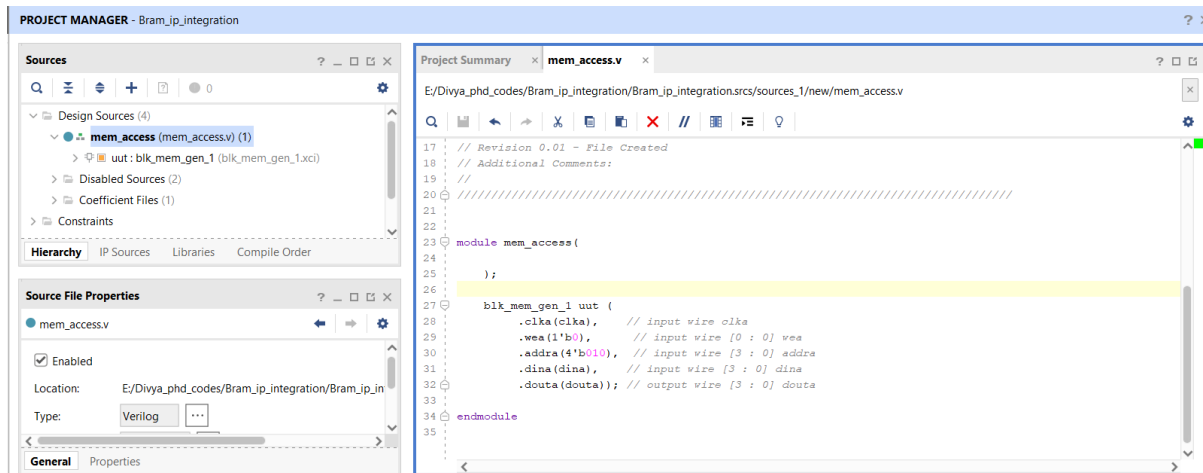 PROJECT MANAGER - Bram_ip_integration
?
Sources
? _
0
Design Sources (4)
mem_access (mem_access.v) (1)
uut : blk_mem_gen_1 (blk_mem_gen_1.xci)
Disabled Sources (2)
Coefficient Files (1)
Constraints
Hierarchy IP Sources Libraries Compile Order
Source File Properties
? _
mem_access.v
Enabled
Location: E:/Divya_phd_codes/Bram_ip_integration/Bram_ip_in
Type: Verilog ...
General Properties
Project Summary × mem_access.v ×
?
E:/Divya_phd_codes/Bram_ip_integration/Bram_ip_integration.srcs/sources_1/new/mem_access.v
17 // Revision 0.01 - File Created
18 // Additional Comments:
19 //
20 //////////////////////////////////////////////////////////////////////////////////
21
22
23 module mem_access(
24
25 );
26
27 blk_mem_gen_1 uut (
28 .clka(clka), // input wire clka
29 .wea(1'b0), // input wire [0 : 0] wea
30 .addra(4'b010), // input wire [3 : 0] addra
31 .dina(dina), // input wire [3 : 0] dina
32 .douta(douta)); // output wire [3 : 0] douta
33
34 endmodule
35